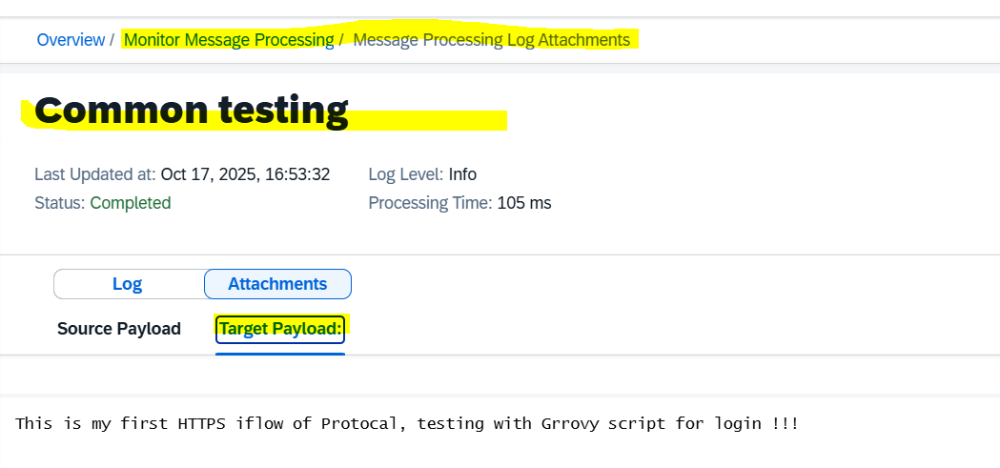 Overview / Monitor Message Processing / Message Processing Log Attachments
Common testing
Last Updated at: Oct 17, 2025, 16:53:32 Log Level: Info
Status: Completed Processing Time: 105 ms
Log Attachments
Source Payload Target Payload:
This is my first HTTPS iflow of Protocal, testing with Grrovy script for login !!!